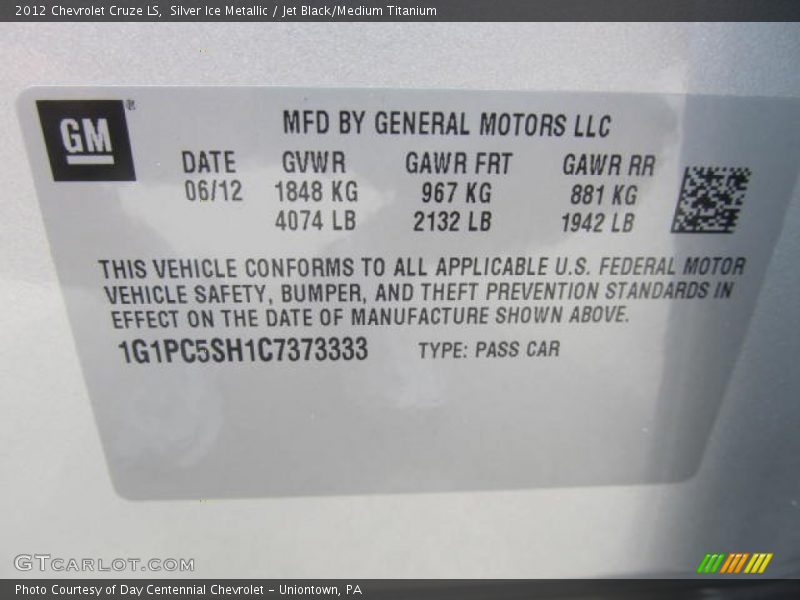 2012 Chevrolet Cruze LS,  Silver Ice Metallic / Jet Black/Medium Titanium
GM®
MFD BY GENERAL MOTORS LLC
DATE GVWR GAWR FRT GAWR RR
06/12 1848 KG 967 KG 881 KG
4074 LB 2132 LB 1942 LB
THIS VEHICLE CONFORMS TO ALL APPLICABLE U.S. FEDERAL MOTOR
VEHICLE SAFETY, BUMPER, AND THEFT PREVENTION STANDARDS IN
EFFECT ON THE DATE OF MANUFACTURE SHOWN ABOVE.
1G1PC5SH1C7373333 TYPE: PASS CAR
GTCARLOT.COM
Photo Courtesy of Day Centennial Chevrolet - Uniontown, PA